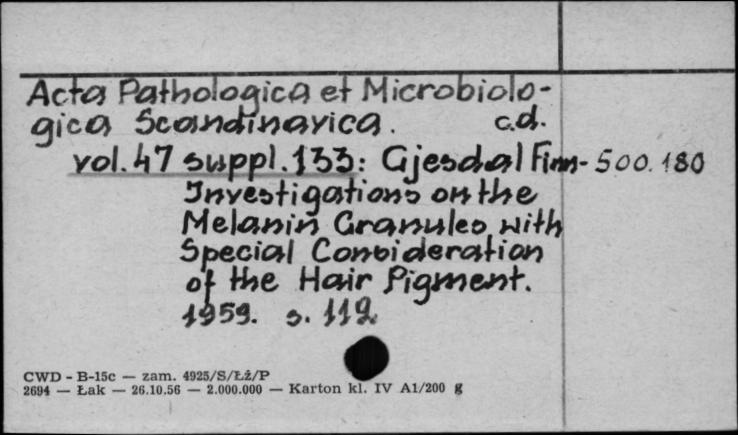 Acta Pathologica et Microbiolo-
gica Scandinavica. c.d.
vol. 47 suppl. 133: Gjesdal Finn - 500.180
Investigations on the
Melanin Granules with
Special Consideration
of the Hair Pigment.
1959. s. 112
CWD - B-15c — zam. 4925/S/Łź/P
2694 — Łak — 26.10.56 — 2.000.000 — Karton kl. IV A1/200 g